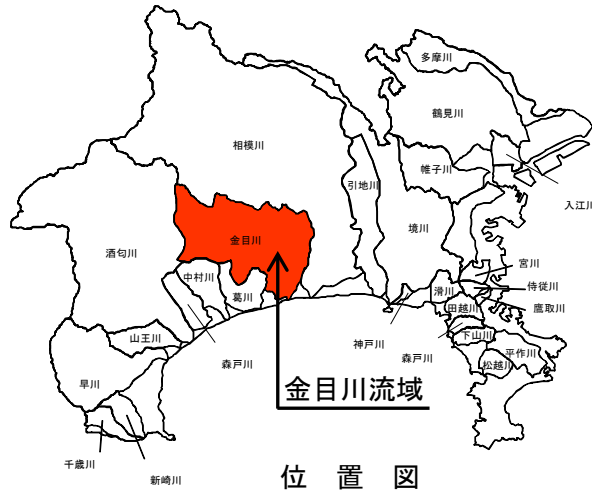 多摩川
鶴見川
相模川
帷子川
引地川
入江川
境川
金目川
酒匂川
宮川
中村川
侍従川
滑川
葛川
鷹取川
田越川
山王川
神戸川
森戸川
下山川
森戸川
平作川
松越川
早川
金目川流域
千歳川
新崎川
位 置 図